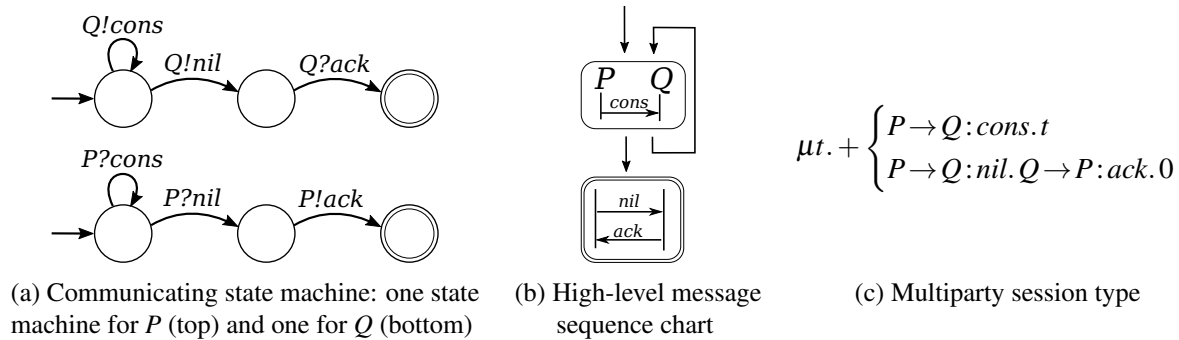 Q!cons
Q!nil
Q?ack
P?cons
P?nil
P!ack
(a) Communicating state machine: one state
machine for P (top) and one for Q (bottom)
P Q
cons
nil
ack
(b) High-level message
sequence chart
μt. + { P → Q : cons. t
P → Q : nil. Q → P : ack. 0
(c) Multiparty session type